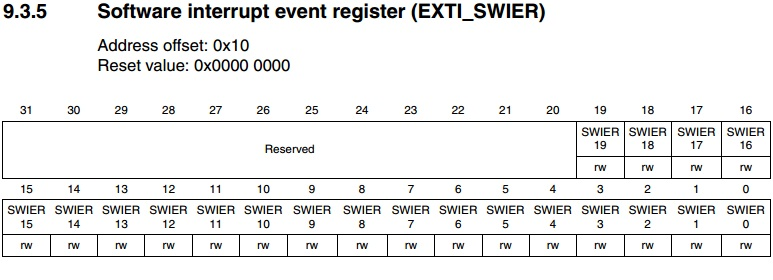 9.3.5 Software interrupt event register (EXTI_SWIER)
Address offset: 0x10
Reset value: 0x0000 0000
31 30 29 28 27 26 25 24 23 22 21 20 19 18 17 16
Reserved SWIER 19 SWIER 18 SWIER 17 SWIER 16
rw rw rw rw
15 14 13 12 11 10 9 8 7 6 5 4 3 2 1 0
SWIER 15 SWIER 14 SWIER 13 SWIER 12 SWIER 11 SWIER 10 SWIER 9 SWIER 8 SWIER 7 SWIER 6 SWIER 5 SWIER 4 SWIER 3 SWIER 2 SWIER 1 SWIER 0
rw rw rw rw rw rw rw rw rw rw rw rw rw rw rw rw